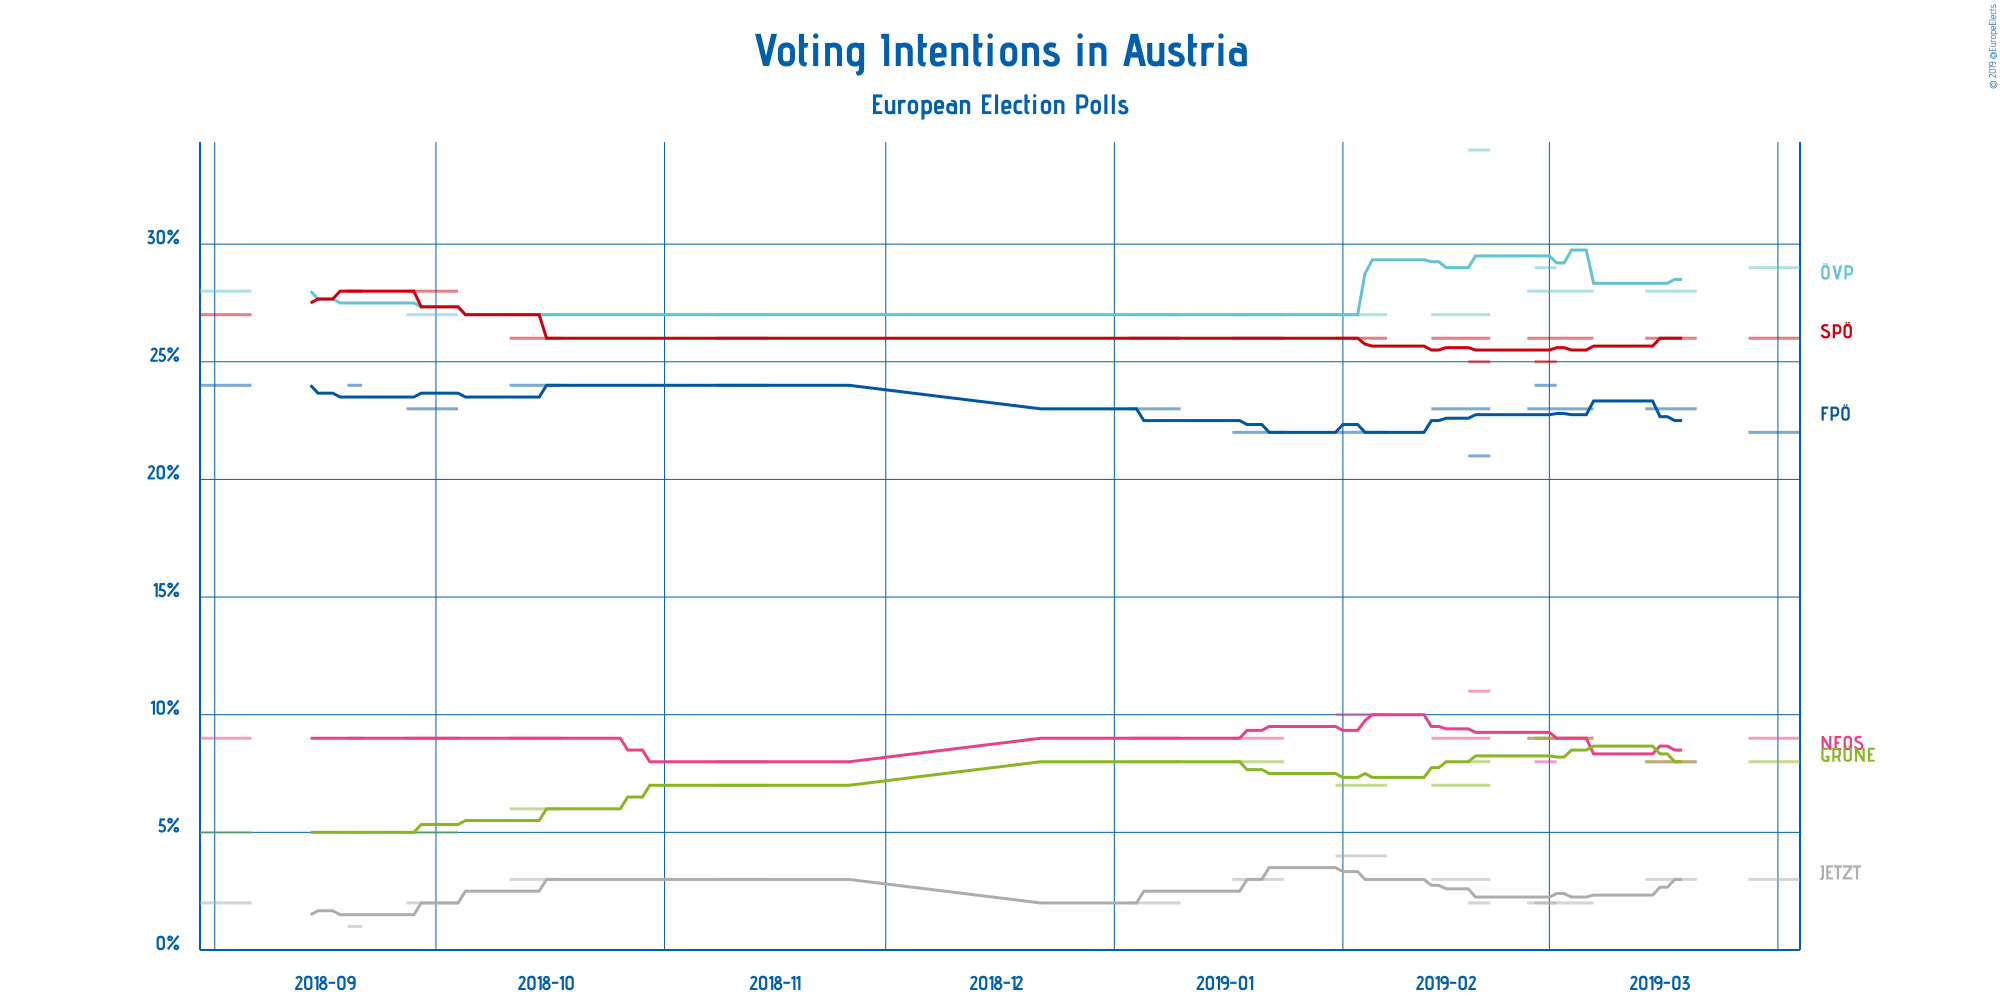 Voting Intentions in Austria
European Election Polls
© 2019 @EuropeElects
30%
25%
20%
15%
10%
5%
0%
ÖVP
SPÖ
FPÖ
NEOS
GRÜNE
JETZT
2018-09
2018-10
2018-11
2018-12
2019-01
2019-02
2019-03